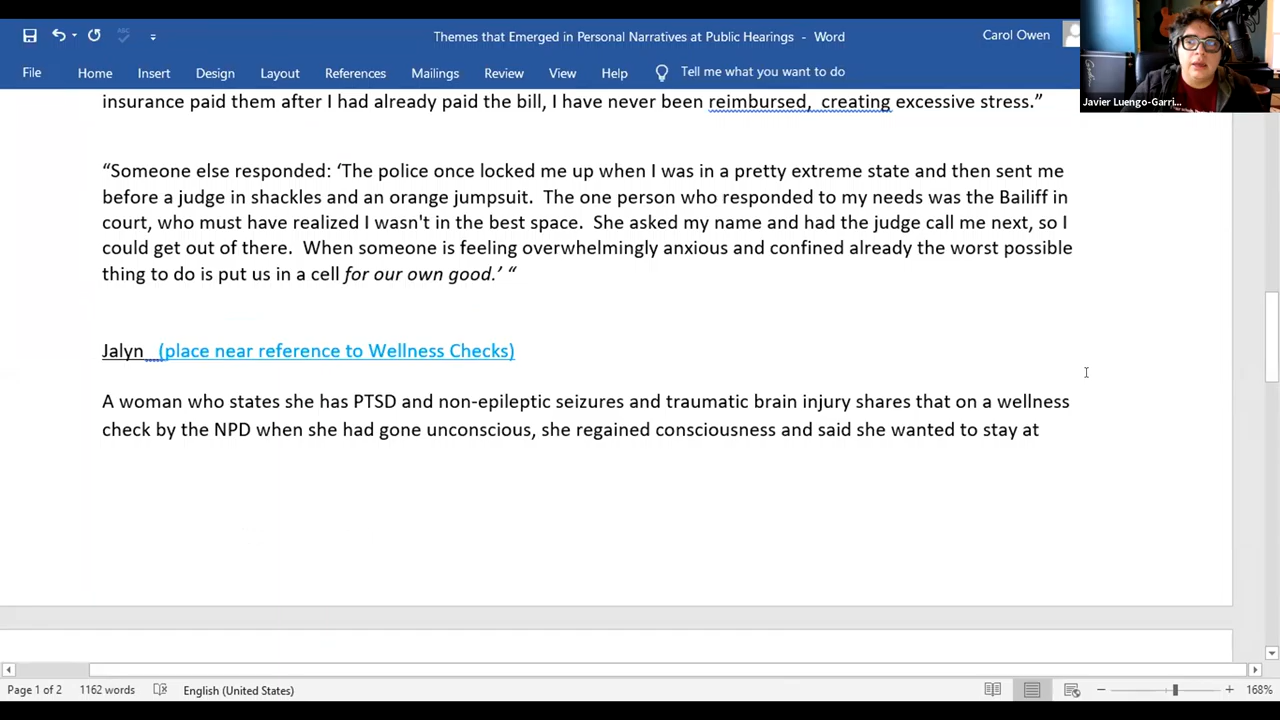 Themes that Emerged in Personal Narratives at Public Hearings - Word
Carol Owen
File Home Insert Design Layout References Mailings Review View Help Tell me what you want to do
Javier Luengo-Garri...
insurance paid them after I had already paid the bill, I have never been reimbursed,  creating excessive stress.”
“Someone else responded: ‘The police once locked me up when I was in a pretty extreme state and then sent me
before a judge in shackles and an orange jumpsuit.  The one person who responded to my needs was the Bailiff in
court, who must have realized I wasn't in the best space.  She asked my name and had the judge call me next, so I
could get out of there.  When someone is feeling overwhelmingly anxious and confined already the worst possible
thing to do is put us in a cell for our own good.’ “
Jalyn  (place near reference to Wellness Checks)
A woman who states she has PTSD and non-epileptic seizures and traumatic brain injury shares that on a wellness
check by the NPD when she had gone unconscious, she regained consciousness and said she wanted to stay at
Page 1 of 2 1162 words English (United States) 168%